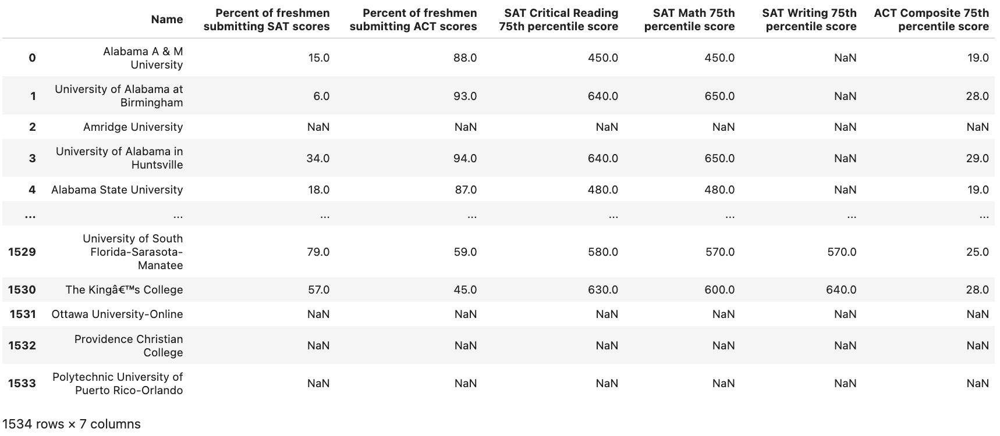 Name Percent of freshmen submitting SAT scores Percent of freshmen submitting ACT scores SAT Critical Reading 75th percentile score SAT Math 75th percentile score SAT Writing 75th percentile score ACT Composite 75th percentile score
0 Alabama A & M University 15.0 88.0 450.0 450.0 NaN 19.0
1 University of Alabama at Birmingham 6.0 93.0 640.0 650.0 NaN 28.0
2 Amridge University NaN NaN NaN NaN NaN NaN
3 University of Alabama in Huntsville 34.0 94.0 640.0 650.0 NaN 29.0
4 Alabama State University 18.0 87.0 480.0 480.0 NaN 19.0
... ... ... ... ... ... ... ...
1529 University of South Florida-Sarasota-Manatee 79.0 59.0 580.0 570.0 570.0 25.0
1530 The Kingâ€™s College 57.0 45.0 630.0 600.0 640.0 28.0
1531 Ottawa University-Online NaN NaN NaN NaN NaN NaN
1532 Providence Christian College NaN NaN NaN NaN NaN NaN
1533 Polytechnic University of Puerto Rico-Orlando NaN NaN NaN NaN NaN NaN
1534 rows × 7 columns